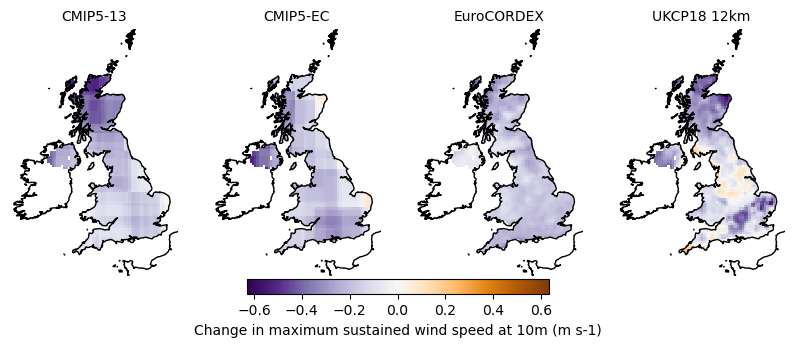 CMIP5-13 CMIP5-EC EuroCORDEX UKCP18 12km
−0.6 −0.4 −0.2 0.0 0.2 0.4 0.6
Change in maximum sustained wind speed at 10m (m s-1)